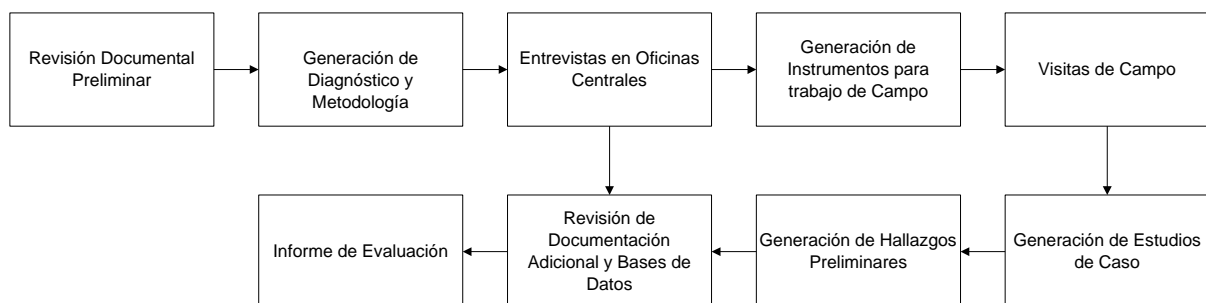 Revisión Documental
Preliminar
Generación de
Diagnóstico y
Metodología
Entrevistas en Oficinas
Centrales
Generación de
Instrumentos para
trabajo de Campo
Visitas de Campo
Informe de Evaluación
Revisión de
Documentación
Adicional y Bases de
Datos
Generación de Hallazgos
Preliminares
Generación de Estudios
de Caso